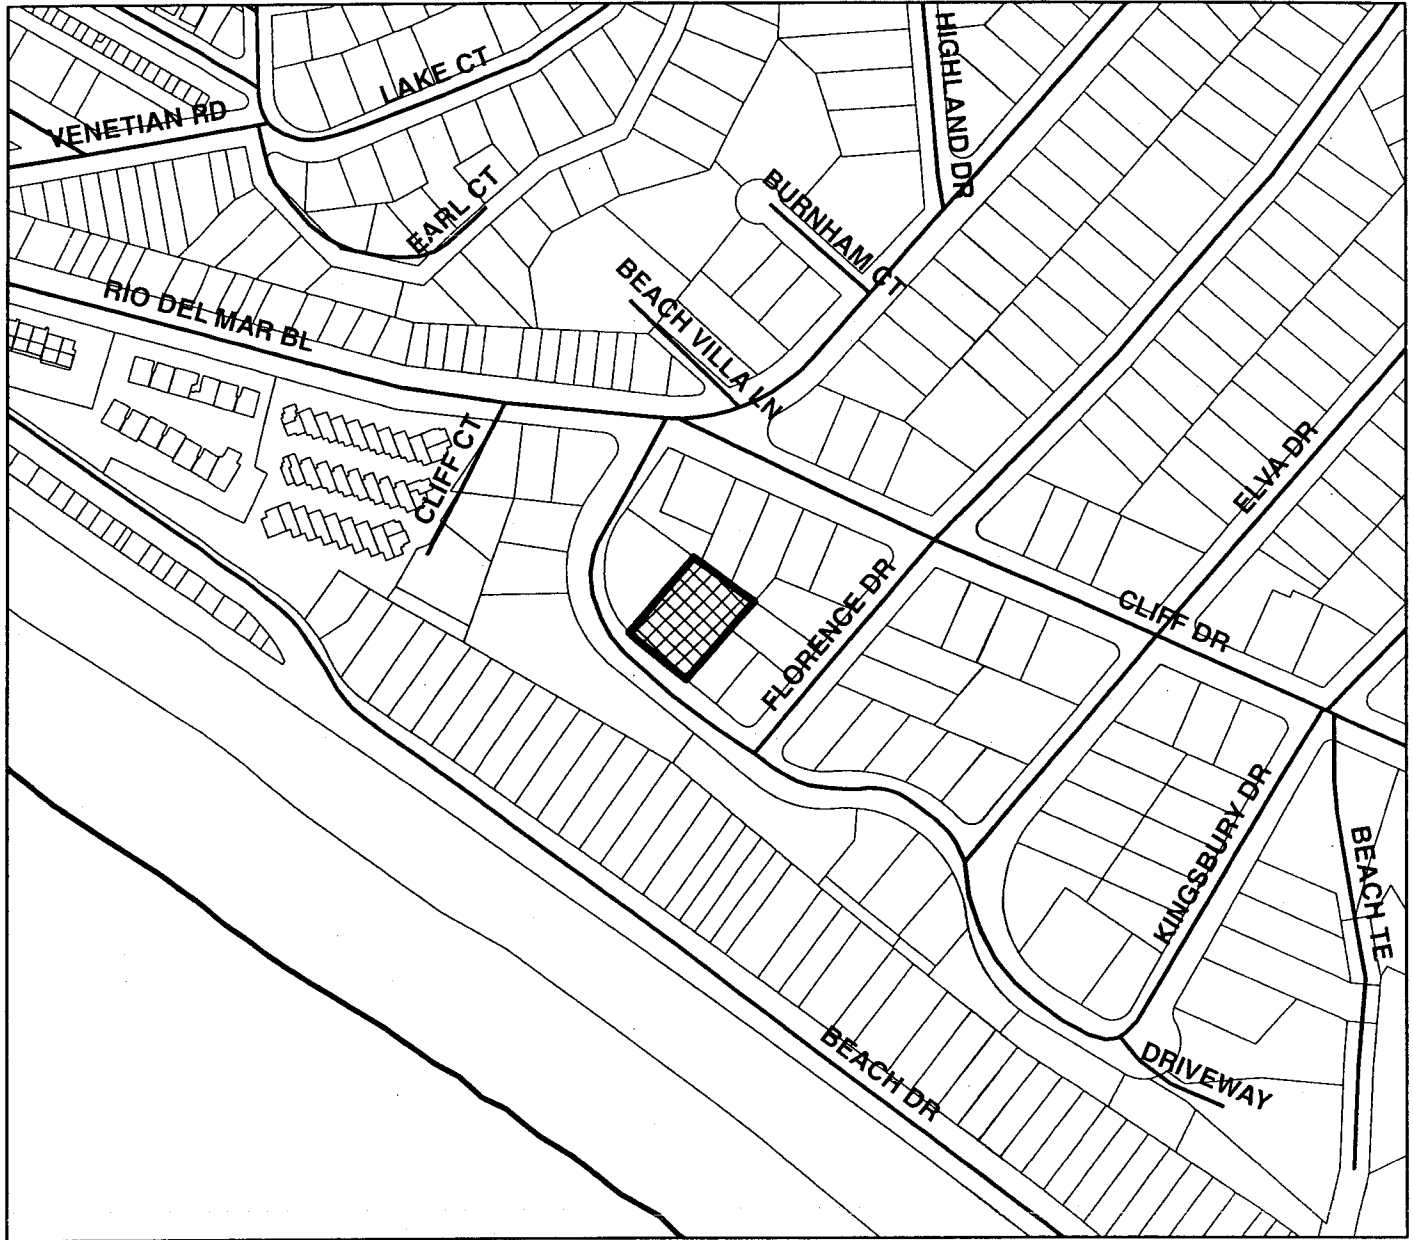 HIGHLAND DR
LAKE CT
VENETIAN RD
EARL CT
BURNHAM CT
BEACH VILLA LN
RIO DEL MAR BL
CLIFF CT
ELVA DR
FLORENCE DR
CLIFF DR
KINGSBURY DR
BEACH TE
BEACH DR
DRIVEWAY